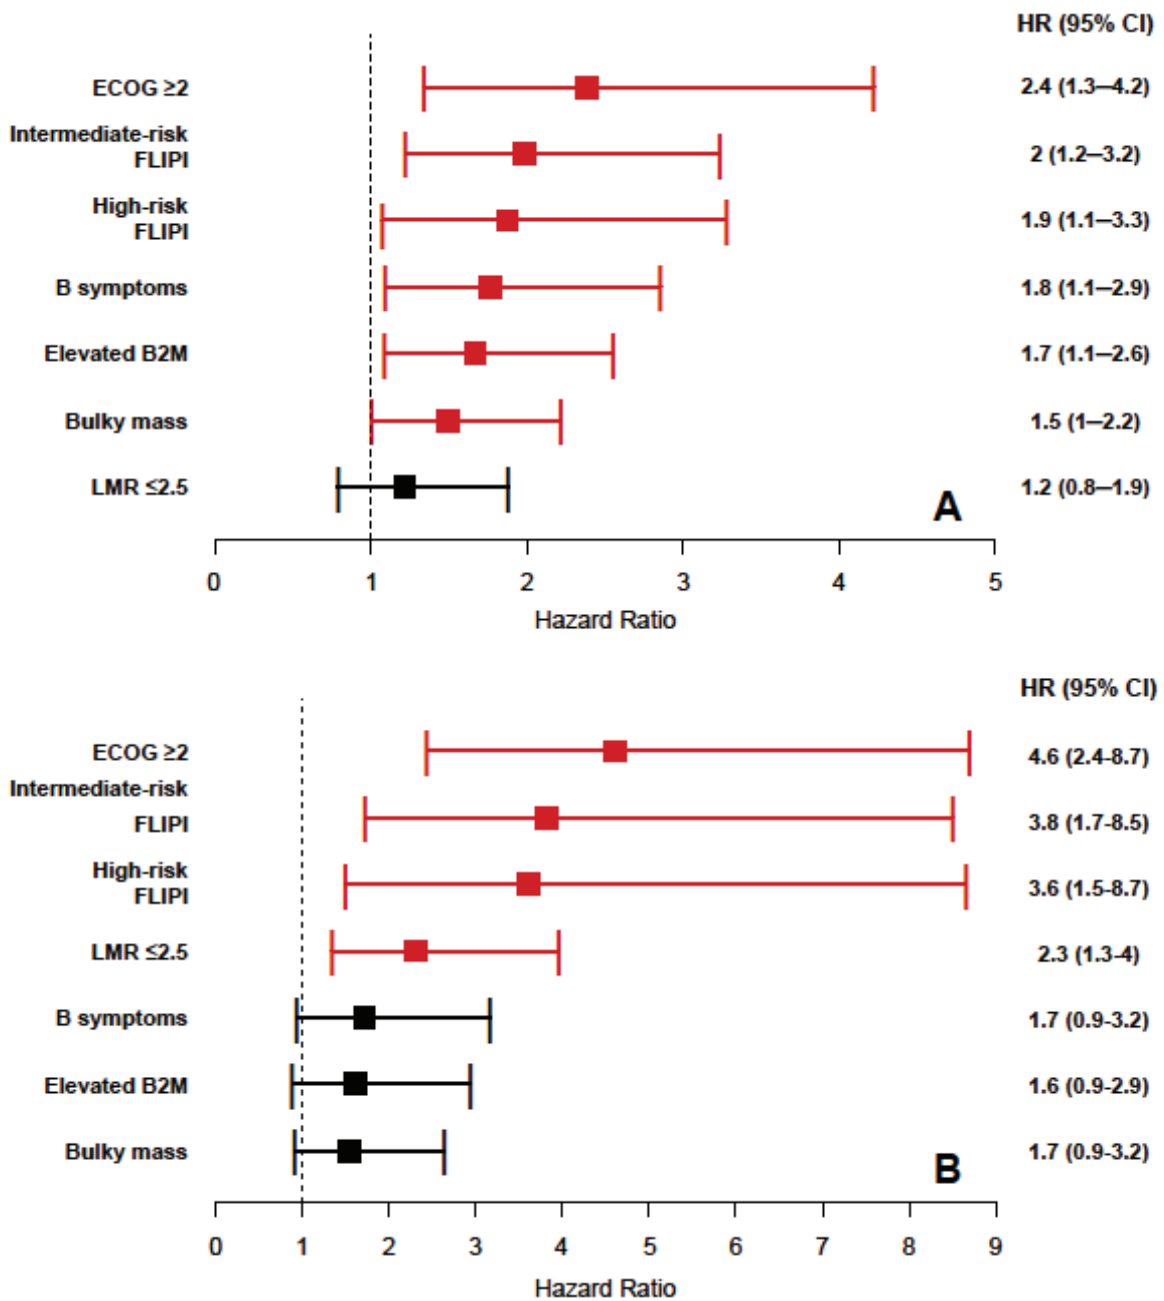 HR (95% CI)
ECOG ≥2
2.4 (1.3–4.2)
Intermediate-risk
FLIPI
2 (1.2–3.2)
High-risk
FLIPI
1.9 (1.1–3.3)
B symptoms
1.8 (1.1–2.9)
Elevated B2M
1.7 (1.1–2.6)
Bulky mass
1.5 (1–2.2)
LMR ≤2.5
1.2 (0.8–1.9)
A
0 1 2 3 4 5
Hazard Ratio
HR (95% CI)
ECOG ≥2
4.6 (2.4-8.7)
Intermediate-risk
FLIPI
3.8 (1.7-8.5)
High-risk
FLIPI
3.6 (1.5-8.7)
LMR ≤2.5
2.3 (1.3-4)
B symptoms
1.7 (0.9-3.2)
Elevated B2M
1.6 (0.9-2.9)
Bulky mass
1.7 (0.9-3.2)
B
0 1 2 3 4 5 6 7 8 9
Hazard Ratio